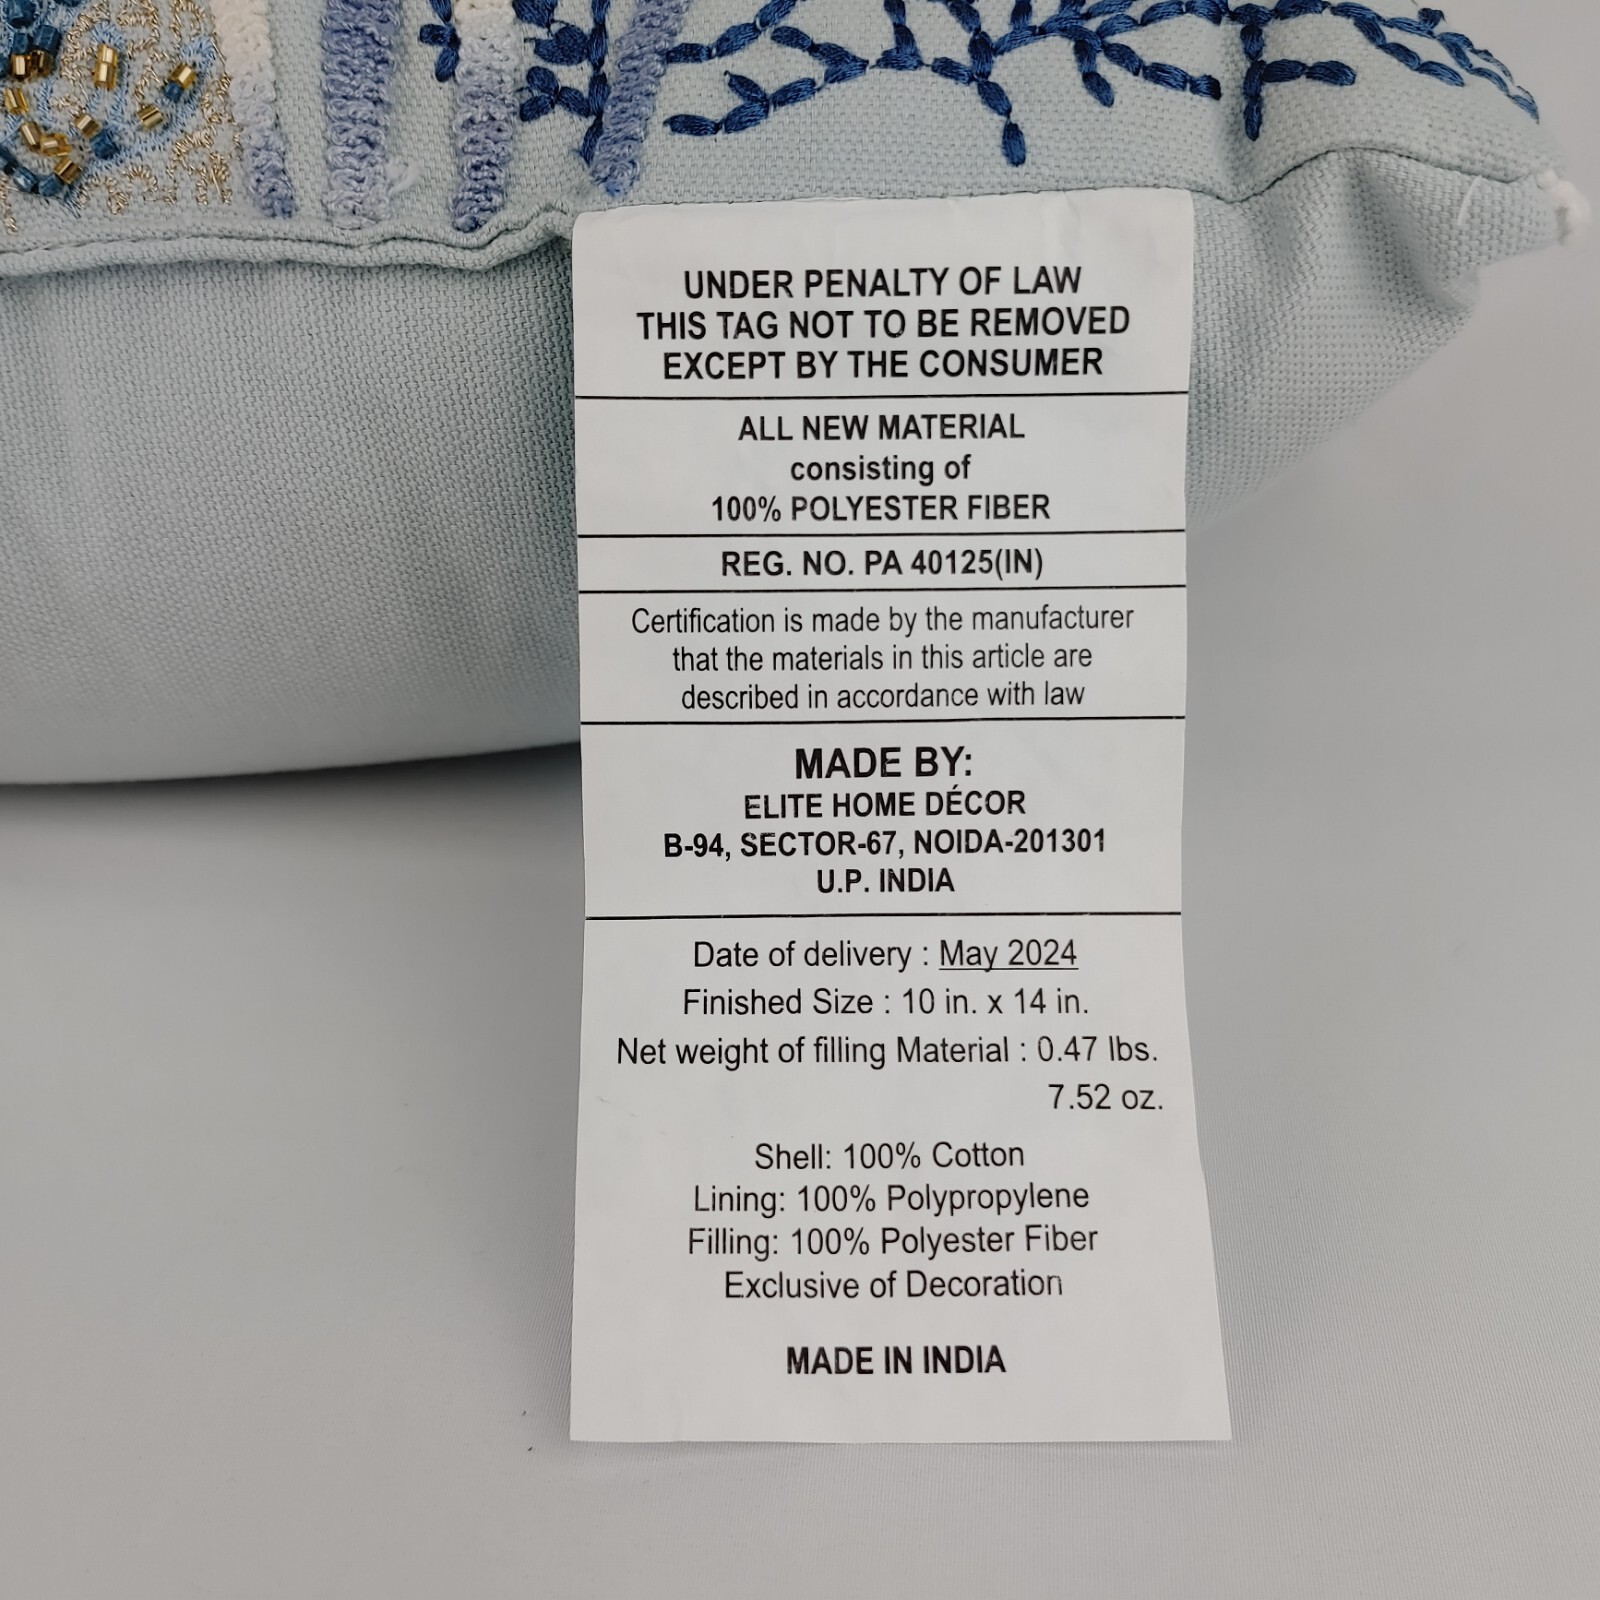 UNDER PENALTY OF LAW
THIS TAG NOT TO BE REMOVED
EXCEPT BY THE CONSUMER
ALL NEW MATERIAL
consisting of
100% POLYESTER FIBER
REG. NO. PA 40125(IN)
Certification is made by the manufacturer
that the materials in this article are
described in accordance with law
MADE BY:
ELITE HOME DÉCOR
B-94, SECTOR-67, NOIDA-201301
U.P. INDIA
Date of delivery : May 2024
Finished Size : 10 in. x 14 in.
Net weight of filling Material : 0.47 lbs.
7.52 oz.
Shell: 100% Cotton
Lining: 100% Polypropylene
Filling: 100% Polyester Fiber
Exclusive of Decoration
MADE IN INDIA